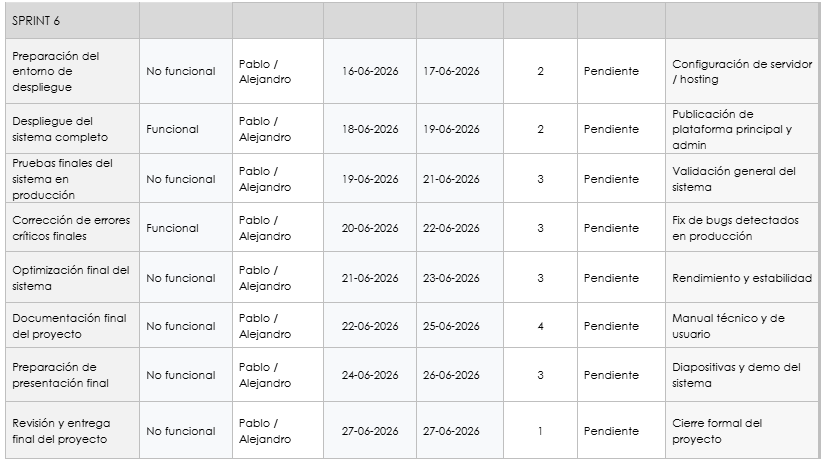 SPRINT 6
Preparación del
entorno de
despliegue
No funcional
Pablo /
Alejandro
16-06-2026
17-06-2026
2
Pendiente
Configuración de servidor
/ hosting
Despliegue del
sistema completo
Funcional
Pablo /
Alejandro
18-06-2026
19-06-2026
2
Pendiente
Publicación de
plataforma principal y
admin
Pruebas finales del
sistema en
producción
No funcional
Pablo /
Alejandro
19-06-2026
21-06-2026
3
Pendiente
Validación general del
sistema
Corrección de errores
críticos finales
Funcional
Pablo /
Alejandro
20-06-2026
22-06-2026
3
Pendiente
Fix de bugs detectados
en producción
Optimización final del
sistema
No funcional
Pablo /
Alejandro
21-06-2026
23-06-2026
3
Pendiente
Rendimiento y estabilidad
Documentación final
del proyecto
No funcional
Pablo /
Alejandro
22-06-2026
25-06-2026
4
Pendiente
Manual técnico y de
usuario
Preparación de
presentación final
No funcional
Pablo /
Alejandro
24-06-2026
26-06-2026
3
Pendiente
Diapositivas y demo del
sistema
Revisión y entrega
final del proyecto
No funcional
Pablo /
Alejandro
27-06-2026
27-06-2026
1
Pendiente
Cierre formal del
proyecto